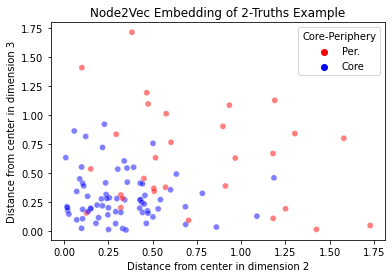 Node2Vec Embedding of 2-Truths Example
Core-Periphery
Per.
Core
Distance from center in dimension 3
1.75
1.50
1.25
1.00
0.75
0.50
0.25
0.00
0.00 0.25 0.50 0.75 1.00 1.25 1.50 1.75
Distance from center in dimension 2